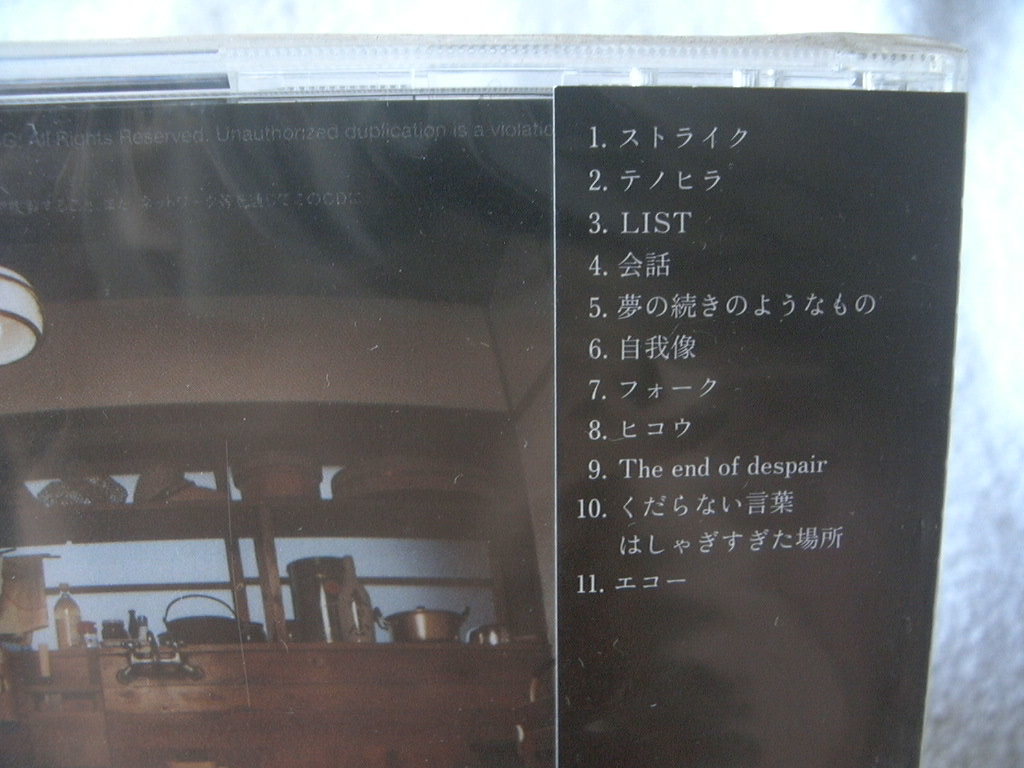 All Rights Reserved. Unauthorized duplication is a violatio
1. ストライク
2. テノヒラ
3. LIST
4. 会話
5. 夢の続きのようなもの
6. 自我像
7. フォーク
8. ヒコウ
9. The end of despair
10. くだらない言葉
はしゃぎすぎた場所
11. エコー